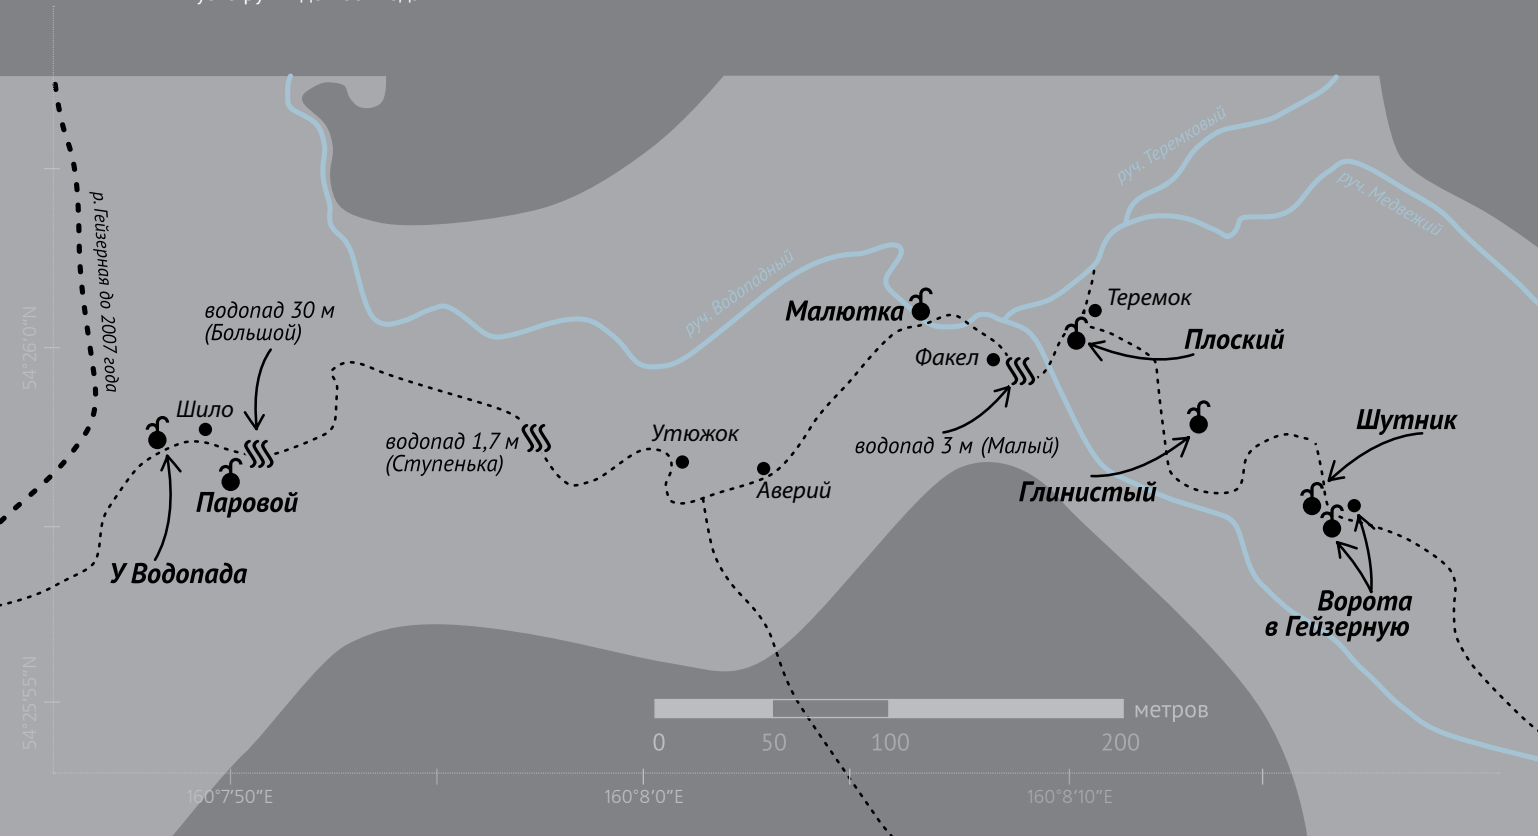 руч. Теремковый
руч. Медвежий
р. Гейзерная до 2007 года
руч. Водопадный
54°26'0"N
водопад 30 м
(Большой)
Малютка
Теремок
Плоский
Факел
Шило
водопад 1,7 м
(Ступенька)
Утюжок
водопад 3 м (Малый)
Шутник
Паровой
Аверий
Глинистый
У Водопада
Ворота
в Гейзерную
54°25'55"N
метров
0 50 100 200
160°7'50"E 160°8'0"E 160°8'10"E